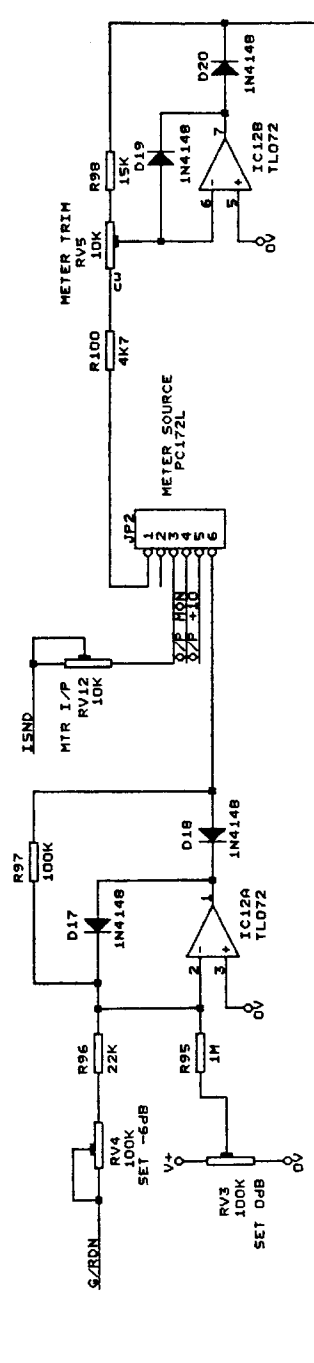 D20
1N4148
R98
15K
D19
1N4148
7
IC12B
TL072
6
5
-
+
0V
METER TRIM
RV5
10K
CW
R100
4K7
METER SOURCE
PC172L
JP2
1
2
3
4
5
6
O/P MON
O/P +10
ISND
MTR I/P
RV12
10K
R97
100K
D17
1N4148
D18
1N4148
1
IC12A
TL072
2
3
-
+
0V
R96
22K
R95
1M
RV4
100K
SET -6dB
G/RDN
V+
RV3
100K
SET 0dB
0V